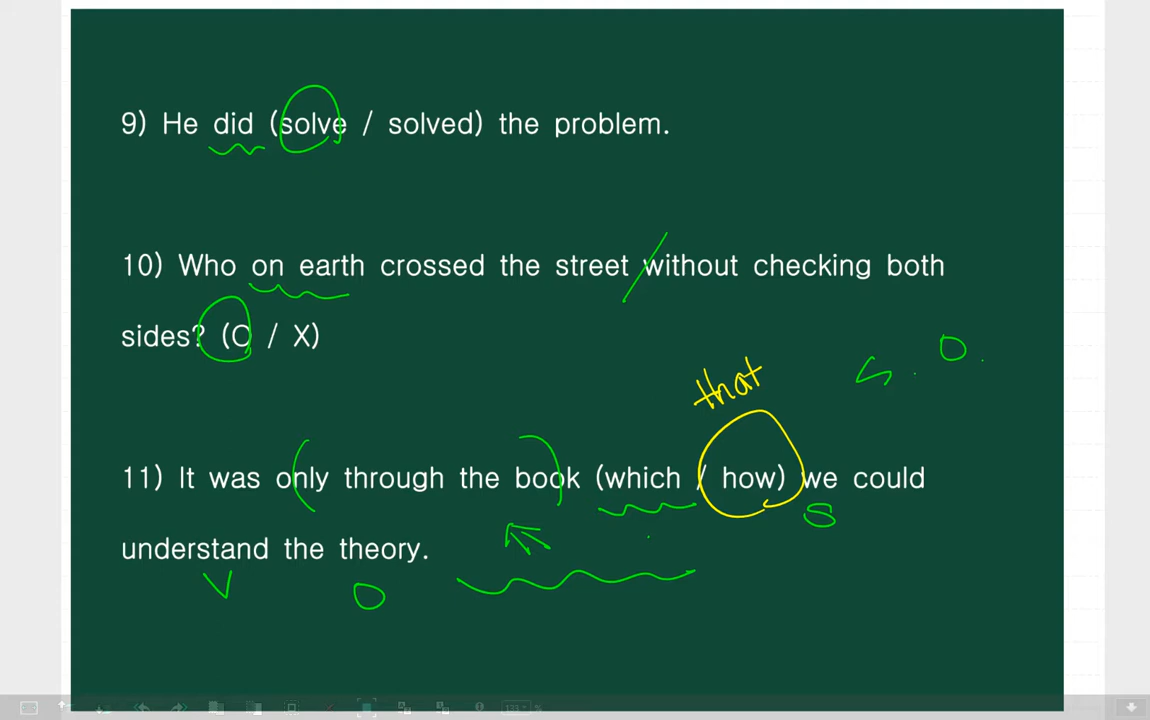 9) He did (solve / solved) the problem.
10) Who on earth crossed the street without checking both
sides? (O / X)
S. O.
that
11) It was only through the book (which / how) we could
S
understand the theory.
V O
133 %